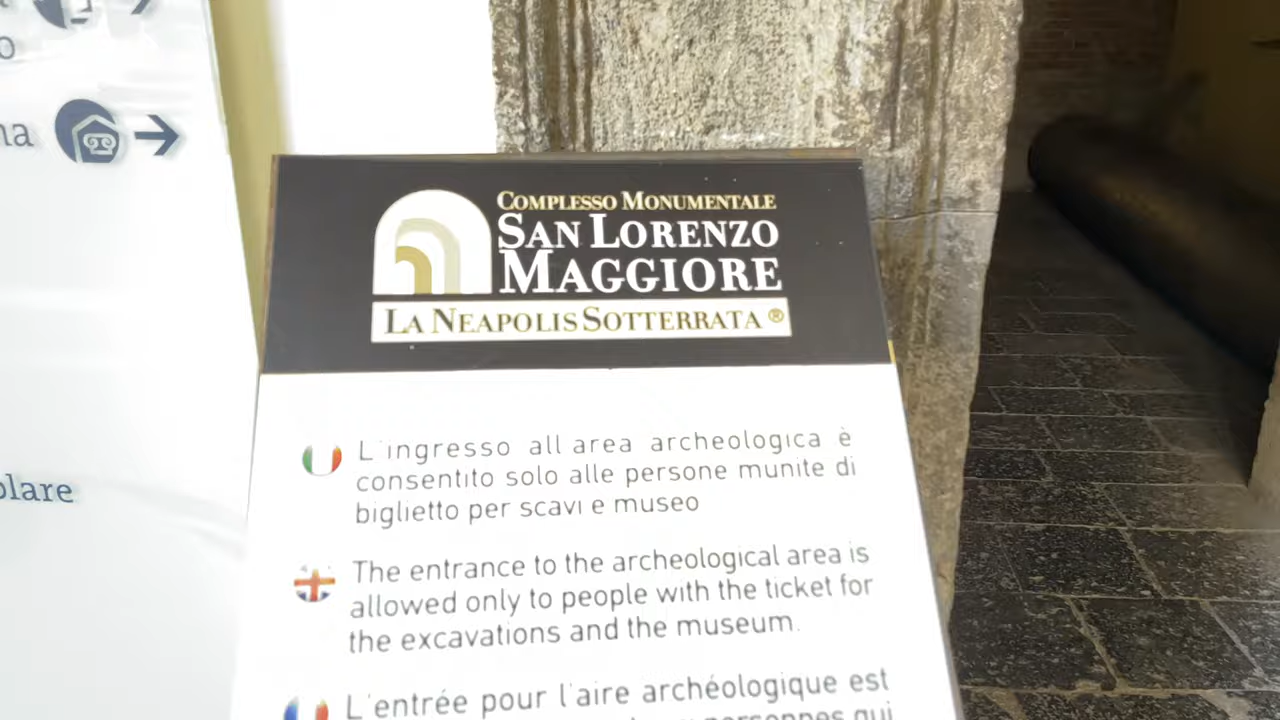 COMPLESSO MONUMENTALE
SAN LORENZO
MAGGIORE
LA NEAPOLIS SOTTERRATA ®
L'ingresso all area archeologica è
consentito solo alle persone munite di
biglietto per scavi e museo
The entrance to the archeological area is
allowed only to people with the ticket for
the excavations and the museum.
L'entrée pour l'aire archéologique est
personnes qui